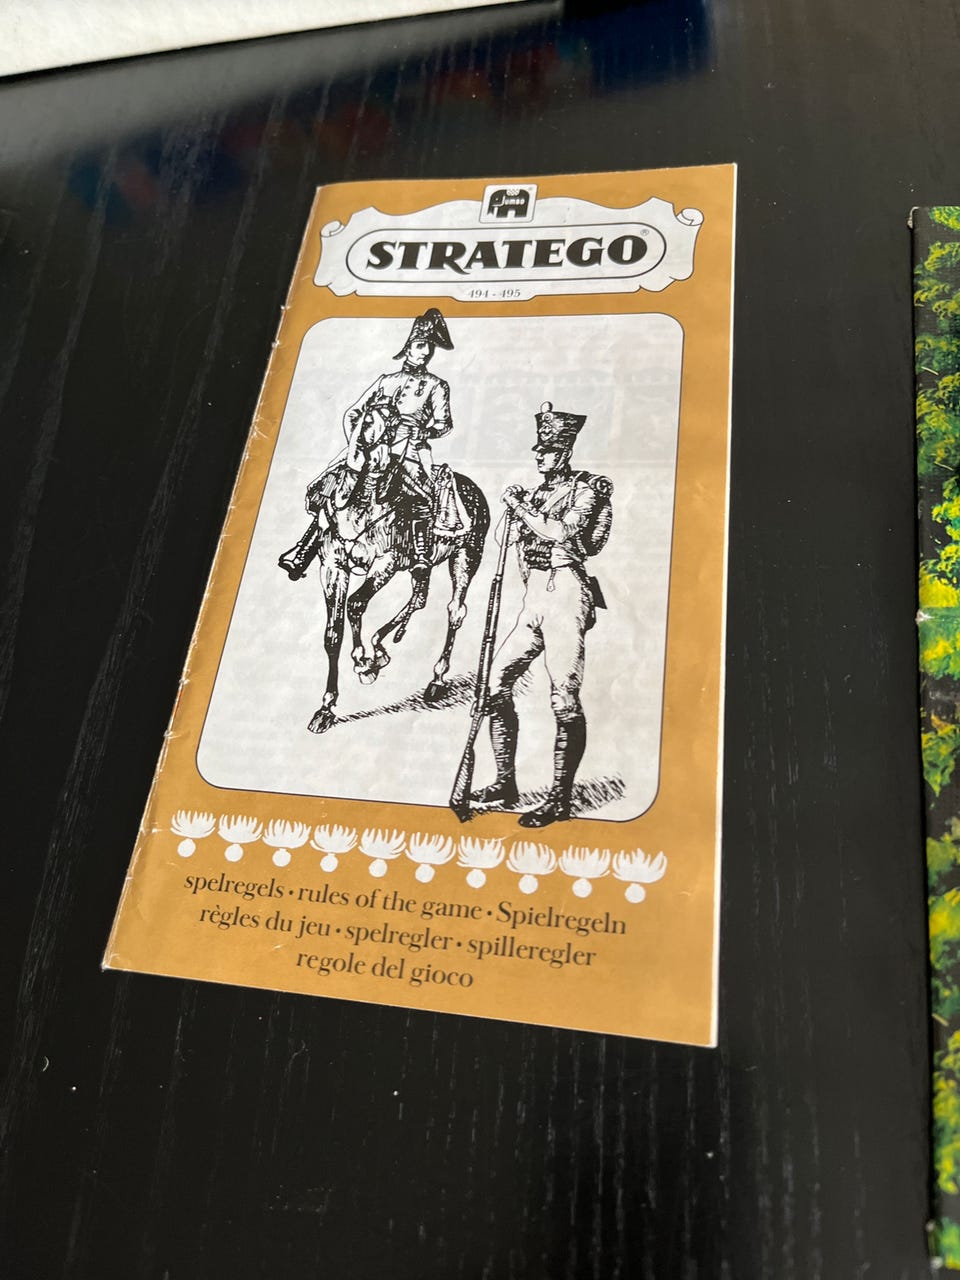 Jumbo
STRATEGO®
494 - 495
spelregels • rules of the game • Spielregeln
règles du jeu • spelregler • spilleregler
regole del gioco